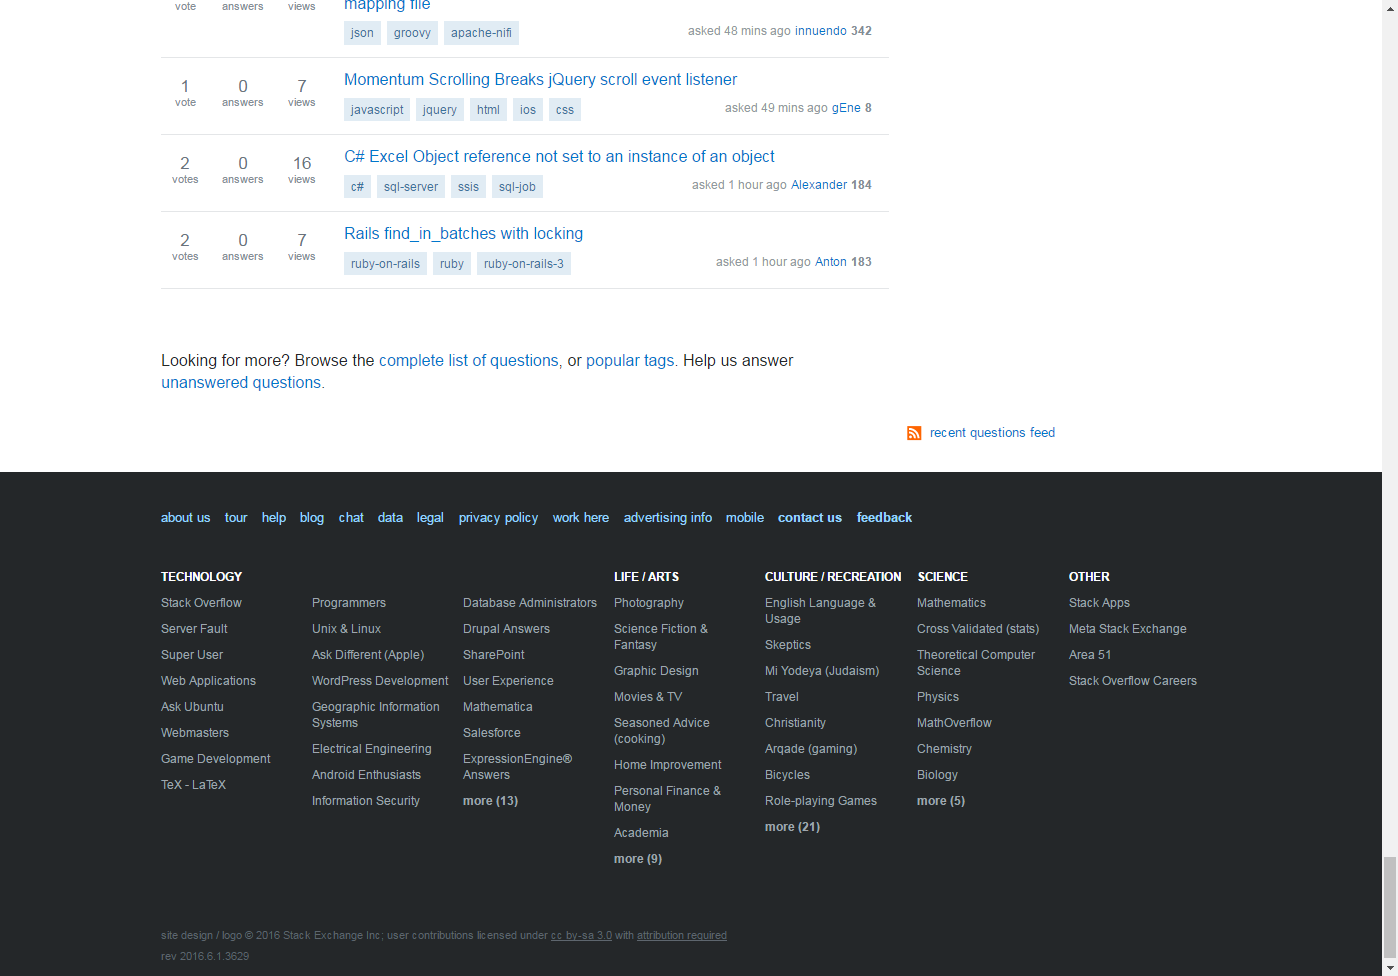 mapping file
vote answers views
json groovy apache-nifi asked 48 mins ago innuendo 342
1 0 7 Momentum Scrolling Breaks jQuery scroll event listener
vote answers views
javascript jquery html ios css asked 49 mins ago gEne 8
2 0 16 C# Excel Object reference not set to an instance of an object
votes answers views
c# sql-server ssis sql-job asked 1 hour ago Alexander 184
2 0 7 Rails find_in_batches with locking
votes answers views
ruby-on-rails ruby ruby-on-rails-3 asked 1 hour ago Anton 183
Looking for more? Browse the complete list of questions, or popular tags. Help us answer
unanswered questions.
recent questions feed
about us tour help blog chat data legal privacy policy work here advertising info mobile contact us feedback
TECHNOLOGY
Stack Overflow
Server Fault
Super User
Web Applications
Ask Ubuntu
Webmasters
Game Development
TeX - LaTeX
Programmers
Unix & Linux
Ask Different (Apple)
WordPress Development
Geographic Information
Systems
Electrical Engineering
Android Enthusiasts
Information Security
Database Administrators
Drupal Answers
SharePoint
User Experience
Mathematica
Salesforce
ExpressionEngine®
Answers
more (13)
LIFE / ARTS
Photography
Science Fiction &
Fantasy
Graphic Design
Movies & TV
Seasoned Advice
(cooking)
Home Improvement
Personal Finance &
Money
Academia
more (9)
CULTURE / RECREATION
English Language &
Usage
Skeptics
Mi Yodeya (Judaism)
Travel
Christianity
Arqade (gaming)
Bicycles
Role-playing Games
more (21)
SCIENCE
Mathematics
Cross Validated (stats)
Theoretical Computer
Science
Physics
MathOverflow
Chemistry
Biology
more (5)
OTHER
Stack Apps
Meta Stack Exchange
Area 51
Stack Overflow Careers
site design / logo © 2016 Stack Exchange Inc; user contributions licensed under cc by-sa 3.0 with attribution required
rev 2016.6.1.3629